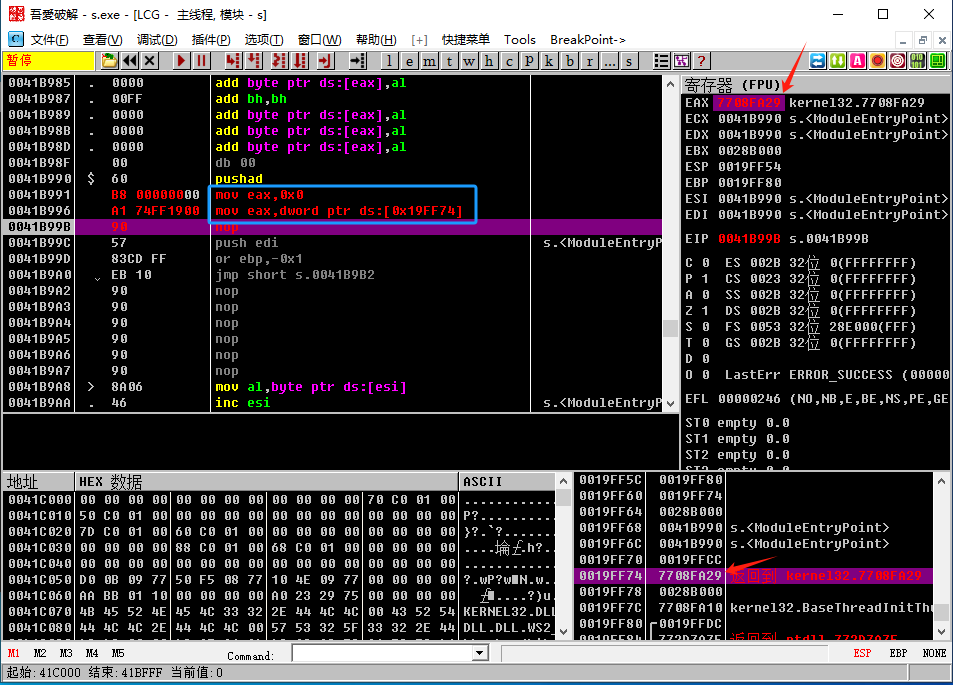 吾愛破解 - s.exe - [LCG - 主线程, 模块 - s]
文件(F) 查看(V) 调试(D) 插件(P) 选项(T) 窗口(W) 帮助(H) [+] 快捷菜单 Tools BreakPoint->
暂停 l e m t w h c p k b r ... s ?
0041B985 . 0000 add byte ptr ds:[eax],al
0041B987 . 00FF add bh,bh
0041B989 . 0000 add byte ptr ds:[eax],al
0041B98B . 0000 add byte ptr ds:[eax],al
0041B98D . 0000 add byte ptr ds:[eax],al
0041B98F 00 db 00
0041B990 $ 60 pushad
0041B991 B8 00000000 mov eax,0x0
0041B996 A1 74FF1900 mov eax,dword ptr ds:[0x19FF74]
0041B99B 90 nop
0041B99C 57 push edi s.<ModuleEntryP
0041B99D 83CD FF or ebp,-0x1
0041B9A0 EB 10 jmp short s.0041B9B2
0041B9A2 90 nop
0041B9A3 90 nop
0041B9A4 90 nop
0041B9A5 90 nop
0041B9A6 90 nop
0041B9A7 90 nop
0041B9A8 > 8A06 mov al,byte ptr ds:[esi]
0041B9AA . 46 inc esi s.<ModuleEntryP
寄存器 (FPU)
EAX 7708FA29 kernel32.7708FA29
ECX 0041B990 s.<ModuleEntryPoint>
EDX 0041B990 s.<ModuleEntryPoint>
EBX 0028B000
ESP 0019FF54
EBP 0019FF80
ESI 0041B990 s.<ModuleEntryPoint>
EDI 0041B990 s.<ModuleEntryPoint>
EIP 0041B99B s.0041B99B
C 0 ES 002B 32位 0(FFFFFFFF)
P 1 CS 0023 32位 0(FFFFFFFF)
A 0 SS 002B 32位 0(FFFFFFFF)
Z 1 DS 002B 32位 0(FFFFFFFF)
S 0 FS 0053 32位 28E000(FFF)
T 0 GS 002B 32位 0(FFFFFFFF)
D 0
O 0 LastErr ERROR_SUCCESS (00000
EFL 00000246 (NO,NB,E,BE,NS,PE,GE
ST0 empty 0.0
ST1 empty 0.0
ST2 empty 0.0
地址 HEX 数据 ASCII
0041C000 00 00 00 00 00 00 00 00 00 00 00 00 70 C0 01 00 ............
0041C010 50 C0 01 00 00 00 00 00 00 00 00 00 00 00 00 00 P?..........
0041C020 7D C0 01 00 60 C0 01 00 00 00 00 00 00 00 00 00 }?.`?.......
0041C030 00 00 00 00 88 C0 01 00 68 C0 01 00 00 00 00 00
0041C040 00 00 00 00 00 00 00 00 00 00 00 00 00 00 00 00 ............
0041C050 D0 0B 09 77 50 F5 08 77 10 4E 09 77 00 00 00 00
0041C060 AA BB 01 10 00 00 00 00 A0 23 29 75 00 00 00 00
0041C070 4B 45 52 4E 45 4C 33 32 2E 44 4C 4C 00 43 52 54 KERNEL32.DLL
0041C080 44 4C 4C 2E 44 4C 4C 00 57 53 32 5F 33 32 2E 44 DLL.DLL.WS2_
0019FF5C 0019FF80
0019FF60 0019FF74
0019FF64 0028B000
0019FF68 0041B990 s.<ModuleEntryPoint>
0019FF6C 0041B990 s.<ModuleEntryPoint>
0019FF70 0019FFCC
0019FF74 7708FA29 返回到 kernel32.7708FA29
0019FF78 0028B000
0019FF7C 7708FA10 kernel32.BaseThreadInitThu
0019FF80 0019FFDC
0019FF84 772D7A7E 返回到 ntdll.772D7A7E
M1 M2 M3 M4 M5 Command: ESP EBP NONE
起始: 41C000 结束: 41BFFF 当前值: 0